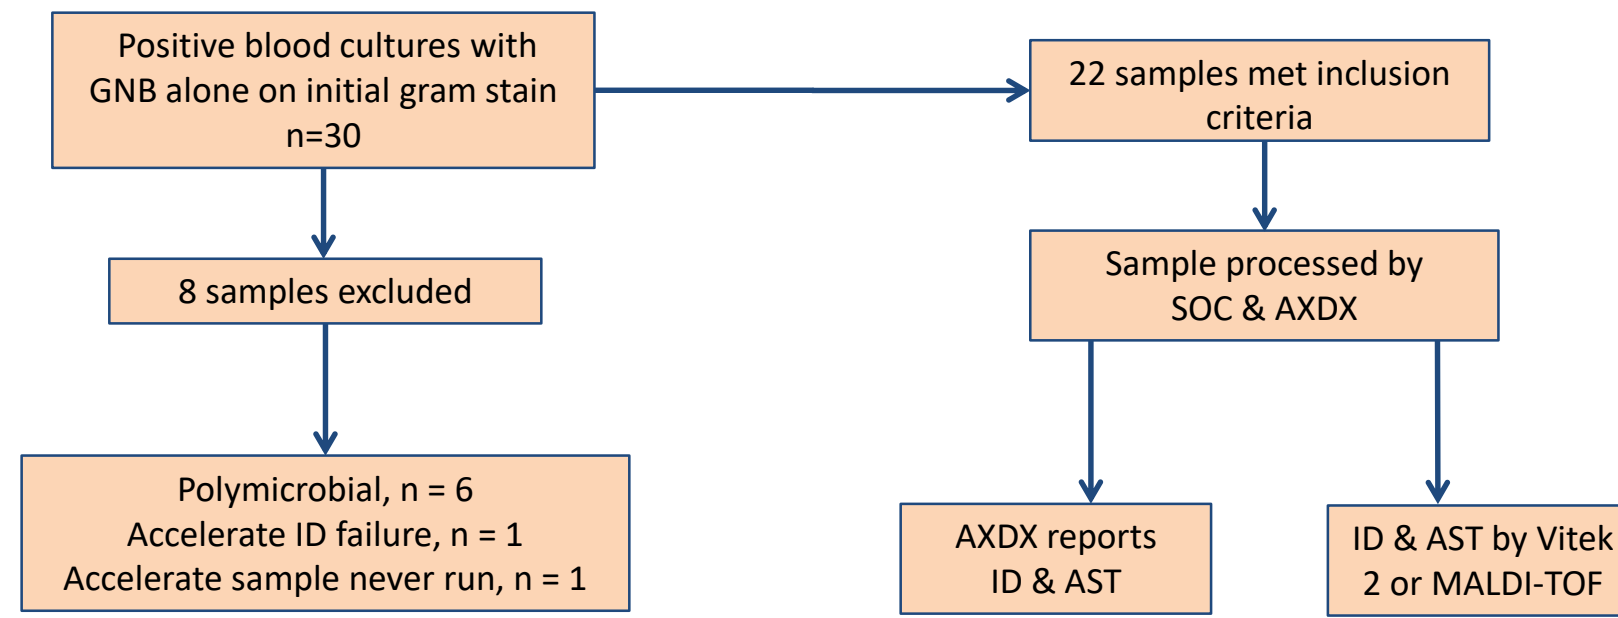 Positive blood cultures with
GNB alone on initial gram stain
n=30
22 samples met inclusion
criteria
8 samples excluded
Sample processed by
SOC & AXDX
Polymicrobial, n = 6
Accelerate ID failure, n = 1
Accelerate sample never run, n = 1
AXDX reports
ID & AST
ID & AST by Vitek
2 or MALDI-TOF